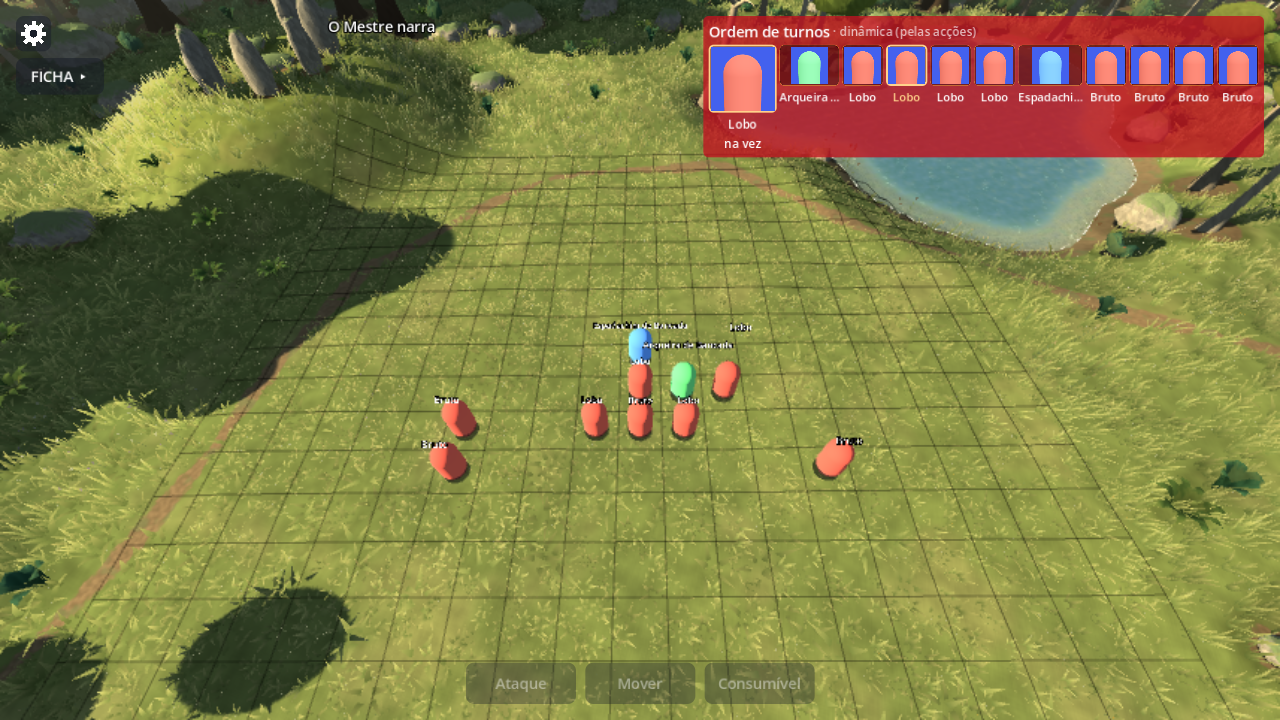 O Mestre narra
FICHA ▸
Ordem de turnos · dinâmica (pelas acções)
Arqueira ... Lobo Lobo Lobo Lobo Espadachi... Bruto Bruto Bruto Bruto
Lobo
na vez
Ataque Mover Consumível